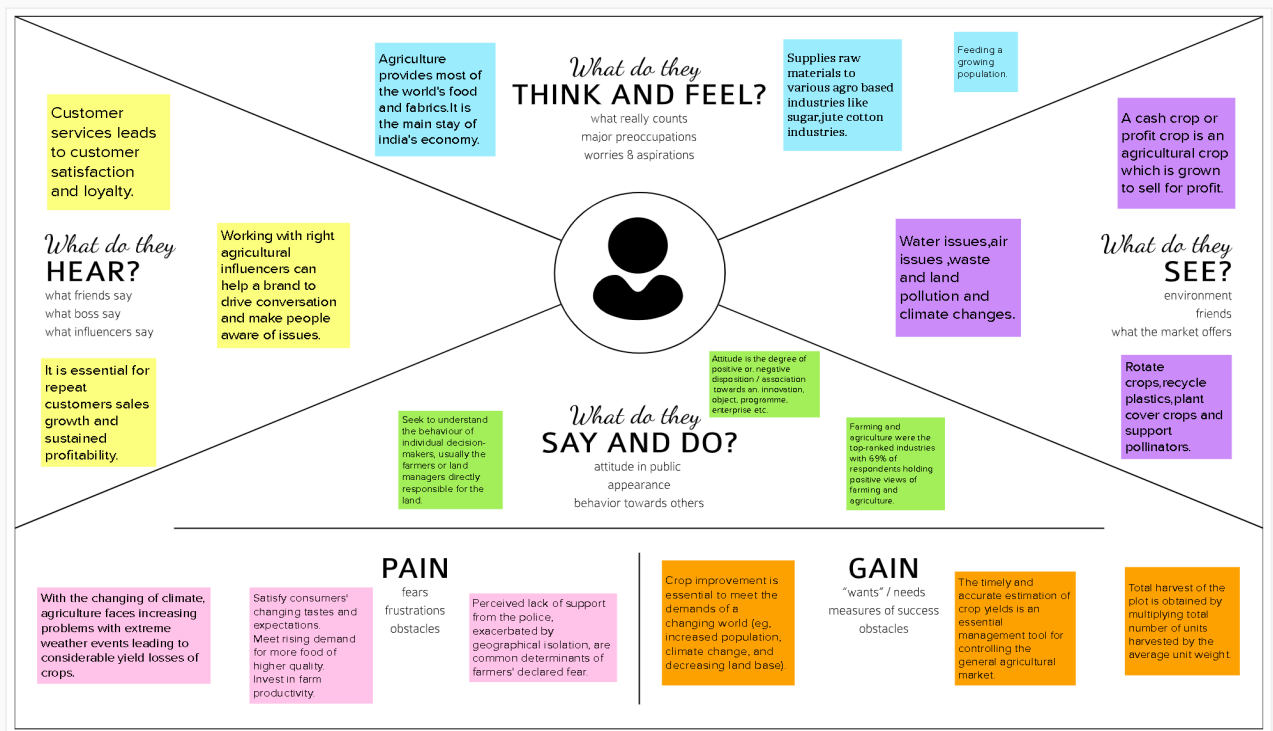 What do they
THINK AND FEEL?
what really counts
major preoccupations
worries & aspirations
Agriculture
provides most of
the world's food
and fabrics.It is
the main stay of
india's economy.
Supplies raw
materials to
various agro based
industries like
sugar,jute cotton
industries.
Feeding a
growing
population.
Customer
services leads
to customer
satisfaction
and loyalty.
What do they
HEAR?
what friends say
what boss say
what influencers say
Working with right
agricultural
influencers can
help a brand to
drive conversation
and make people
aware of issues.
It is essential for
repeat
customers sales
growth and
sustained
profitability.
A cash crop or
profit crop is an
agricultural crop
which is grown
to sell for profit.
Water issues,air
issues ,waste
and land
pollution and
climate changes.
What do they
SEE?
environment
friends
what the market offers
Rotate
crops,recycle
plastics,plant
cover crops and
support
pollinators.
What do they
SAY AND DO?
attitude in public
appearance
behavior towards others
Seek to understand
the behaviour of
individual decision-
makers, usually the
farmers or land
managers directly
responsible for the
land.
Attitude is the degree of
positive or. negative
disposition / association
towards an. innovation,
object, programme,
enterprise etc.
Farming and
agriculture were the
top-ranked industries
with 69% of
respondents holding
positive views of
farming and
agriculture.
PAIN
fears
frustrations
obstacles
With the changing of climate,
agriculture faces increasing
problems with extreme
weather events leading to
considerable yield losses of
crops.
Satisfy consumers'
changing tastes and
expectations.
Meet rising demand
for more food of
higher quality.
Invest in farm
productivity.
Perceived lack of support
from the police,
exacerbated by
geographical isolation, are
common determinants of
farmers' declared fear.
GAIN
"wants" / needs
measures of success
obstacles
Crop improvement is
essential to meet the
demands of a
changing world (eg,
increased population,
climate change, and
decreasing land base).
The timely and
accurate estimation of
crop yields is an
essential
management tool for
controlling the
general agricultural
market.
Total harvest of the
plot is obtained by
multiplying total
number of units
harvested by the
average unit weight.